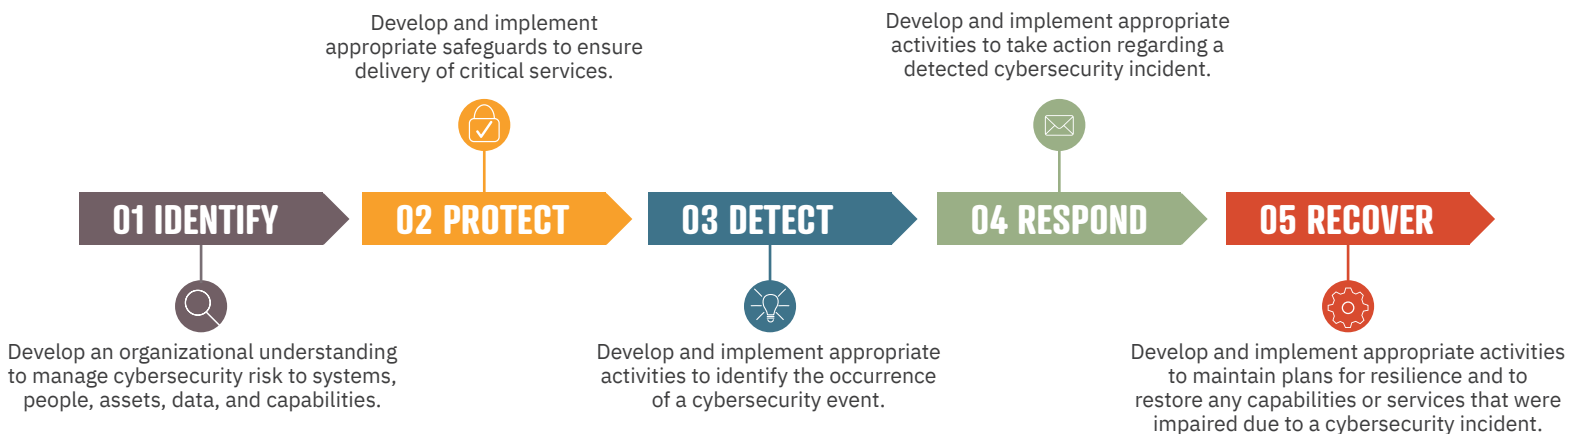 Develop and implement
appropriate safeguards to ensure
delivery of critical services.
Develop and implement appropriate
activities to take action regarding a
detected cybersecurity incident.
01 IDENTIFY
02 PROTECT
03 DETECT
04 RESPOND
05 RECOVER
Develop an organizational understanding
to manage cybersecurity risk to systems,
people, assets, data, and capabilities.
Develop and implement appropriate
activities to identify the occurrence
of a cybersecurity event.
Develop and implement appropriate activities
to maintain plans for resilience and to
restore any capabilities or services that were
impaired due to a cybersecurity incident.